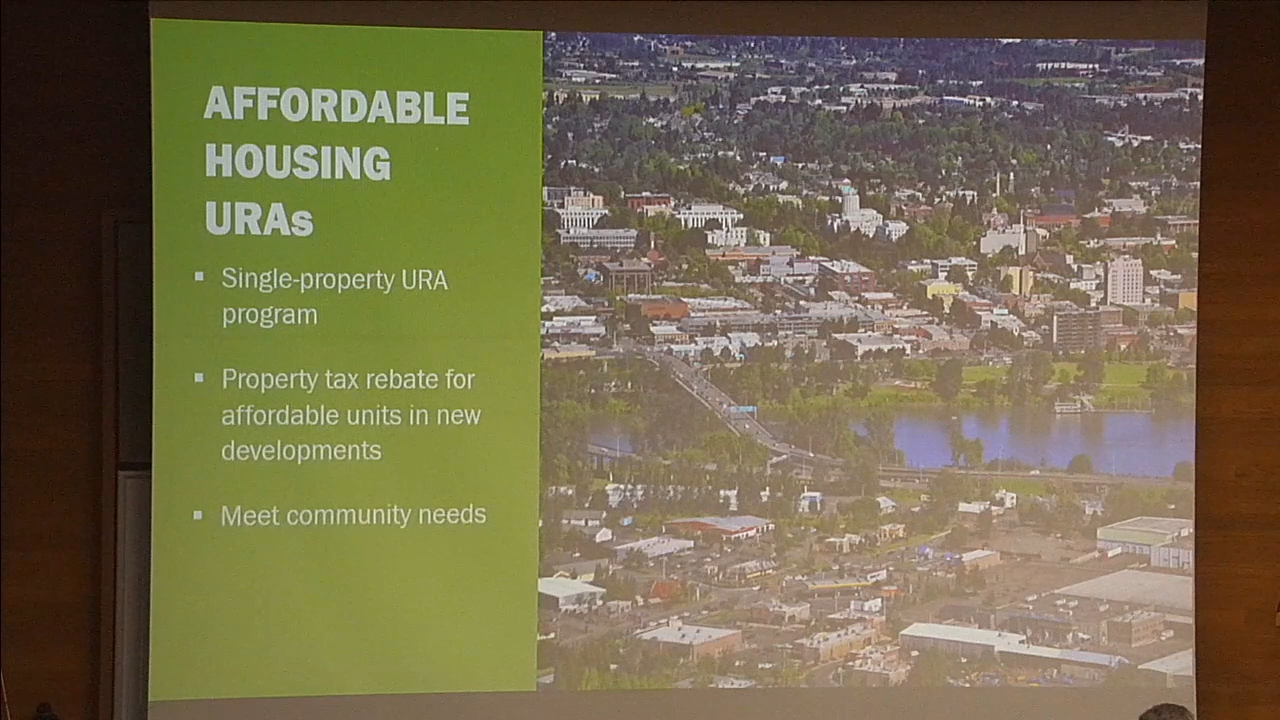 AFFORDABLE
HOUSING
URAs
▪ Single-property URA
program
▪ Property tax rebate for
affordable units in new
developments
▪ Meet community needs